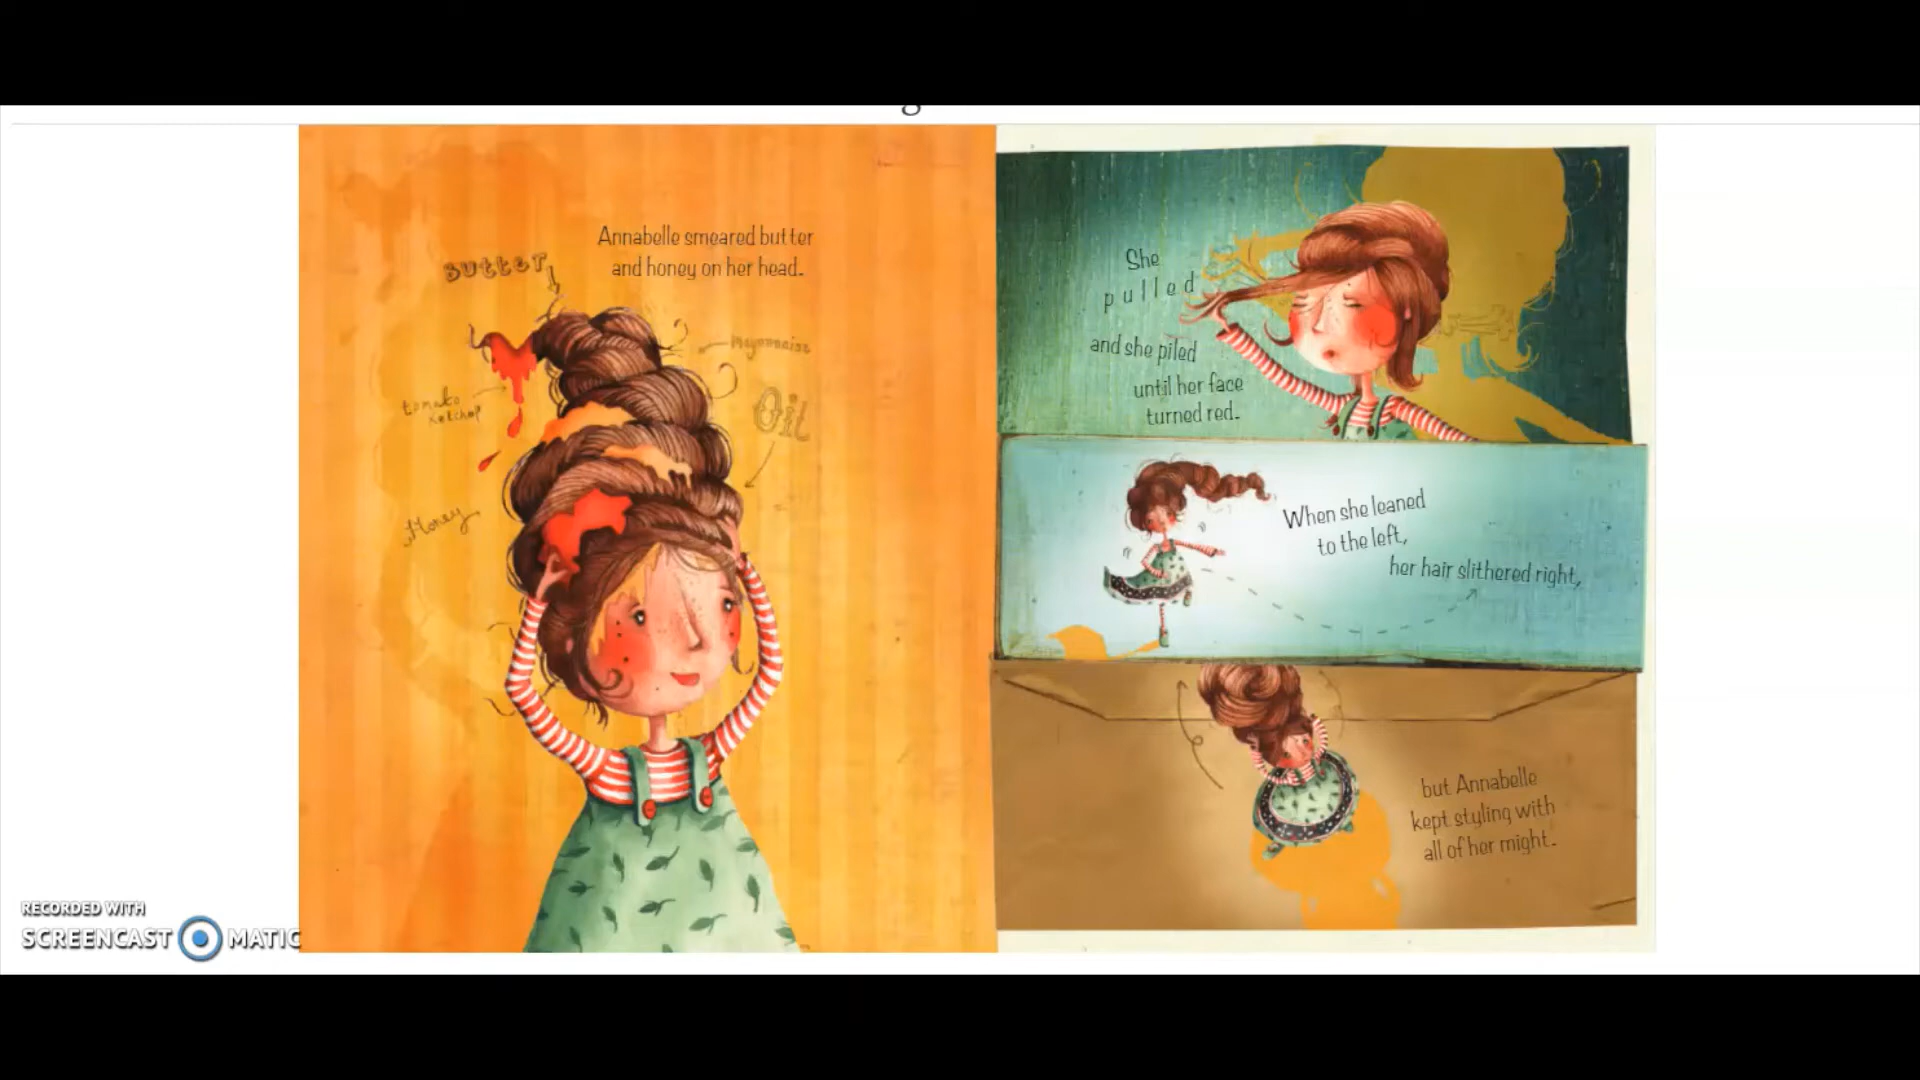 Annabelle smeared butter
and honey on her head.
Butter
mayonnaise
tomato
ketchup
Oil
Honey
She
pulled
and she piled
until her face
turned red.
When she leaned
to the left,
her hair slithered right,
but Annabelle
kept styling with
all of her might.
RECORDED WITH
SCREENCAST MATIC